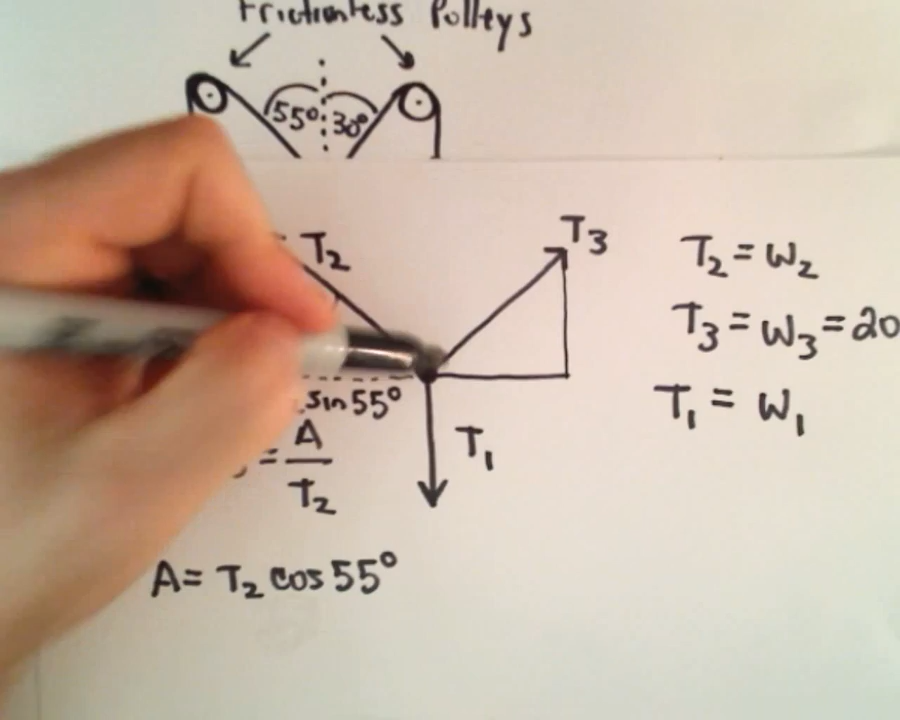 Frictionless Polleys
55° 30°
T2 T3
T2 = W2
T3 = W3 = 20
T1 = W1
sin 55°
T1
= A / T2
A = T2 cos 55°